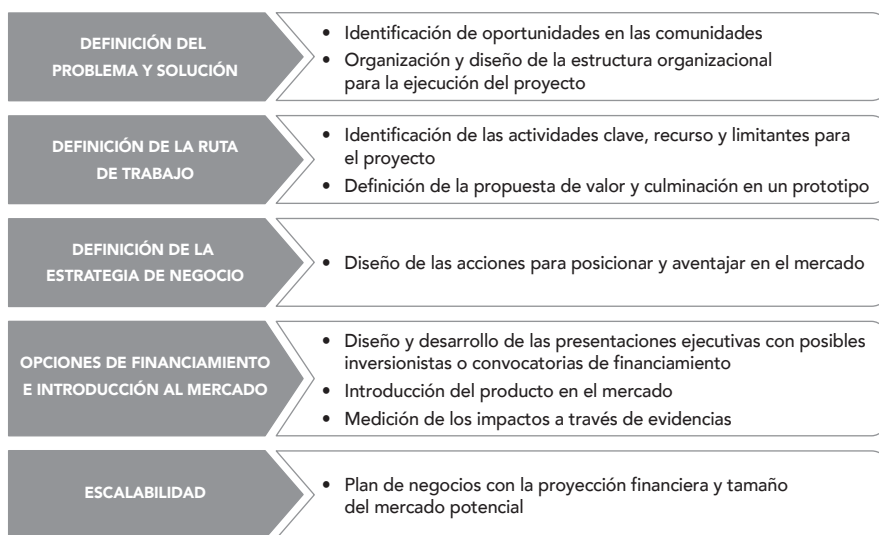 DEFINICIÓN DEL
PROBLEMA Y SOLUCIÓN
• Identificación de oportunidades en las comunidades
• Organización y diseño de la estructura organizacional
para la ejecución del proyecto
DEFINICIÓN DE LA RUTA
DE TRABAJO
• Identificación de las actividades clave, recurso y limitantes para
el proyecto
• Definición de la propuesta de valor y culminación en un prototipo
DEFINICIÓN DE LA
ESTRATEGIA DE NEGOCIO
• Diseño de las acciones para posicionar y aventajar en el mercado
OPCIONES DE FINANCIAMIENTO
E INTRODUCCIÓN AL MERCADO
• Diseño y desarrollo de las presentaciones ejecutivas con posibles
inversionistas o convocatorias de financiamiento
• Introducción del producto en el mercado
• Medición de los impactos a través de evidencias
ESCALABILIDAD
• Plan de negocios con la proyección financiera y tamaño
del mercado potencial